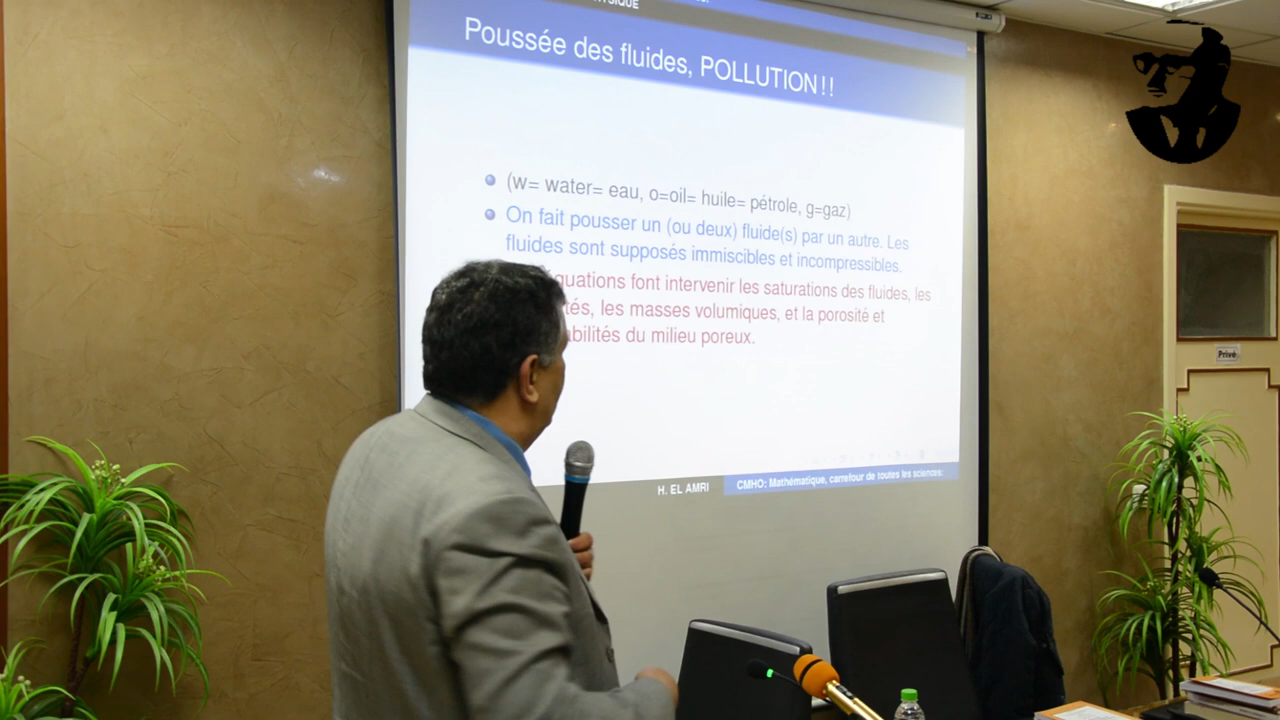 Poussée des fluides, POLLUTION!!
(w= water= eau, o=oil= huile= pétrole, g=gaz)
On fait pousser un (ou deux) fluide(s) par un autre. Les
fluides sont supposés immiscibles et incompressibles.
quations font intervenir les saturations des fluides, les
tés, les masses volumiques, et la porosité et
abilités du milieu poreux.
H. EL AMRI
CMHO: Mathématique, carrefour de toutes les sciences:
Privé